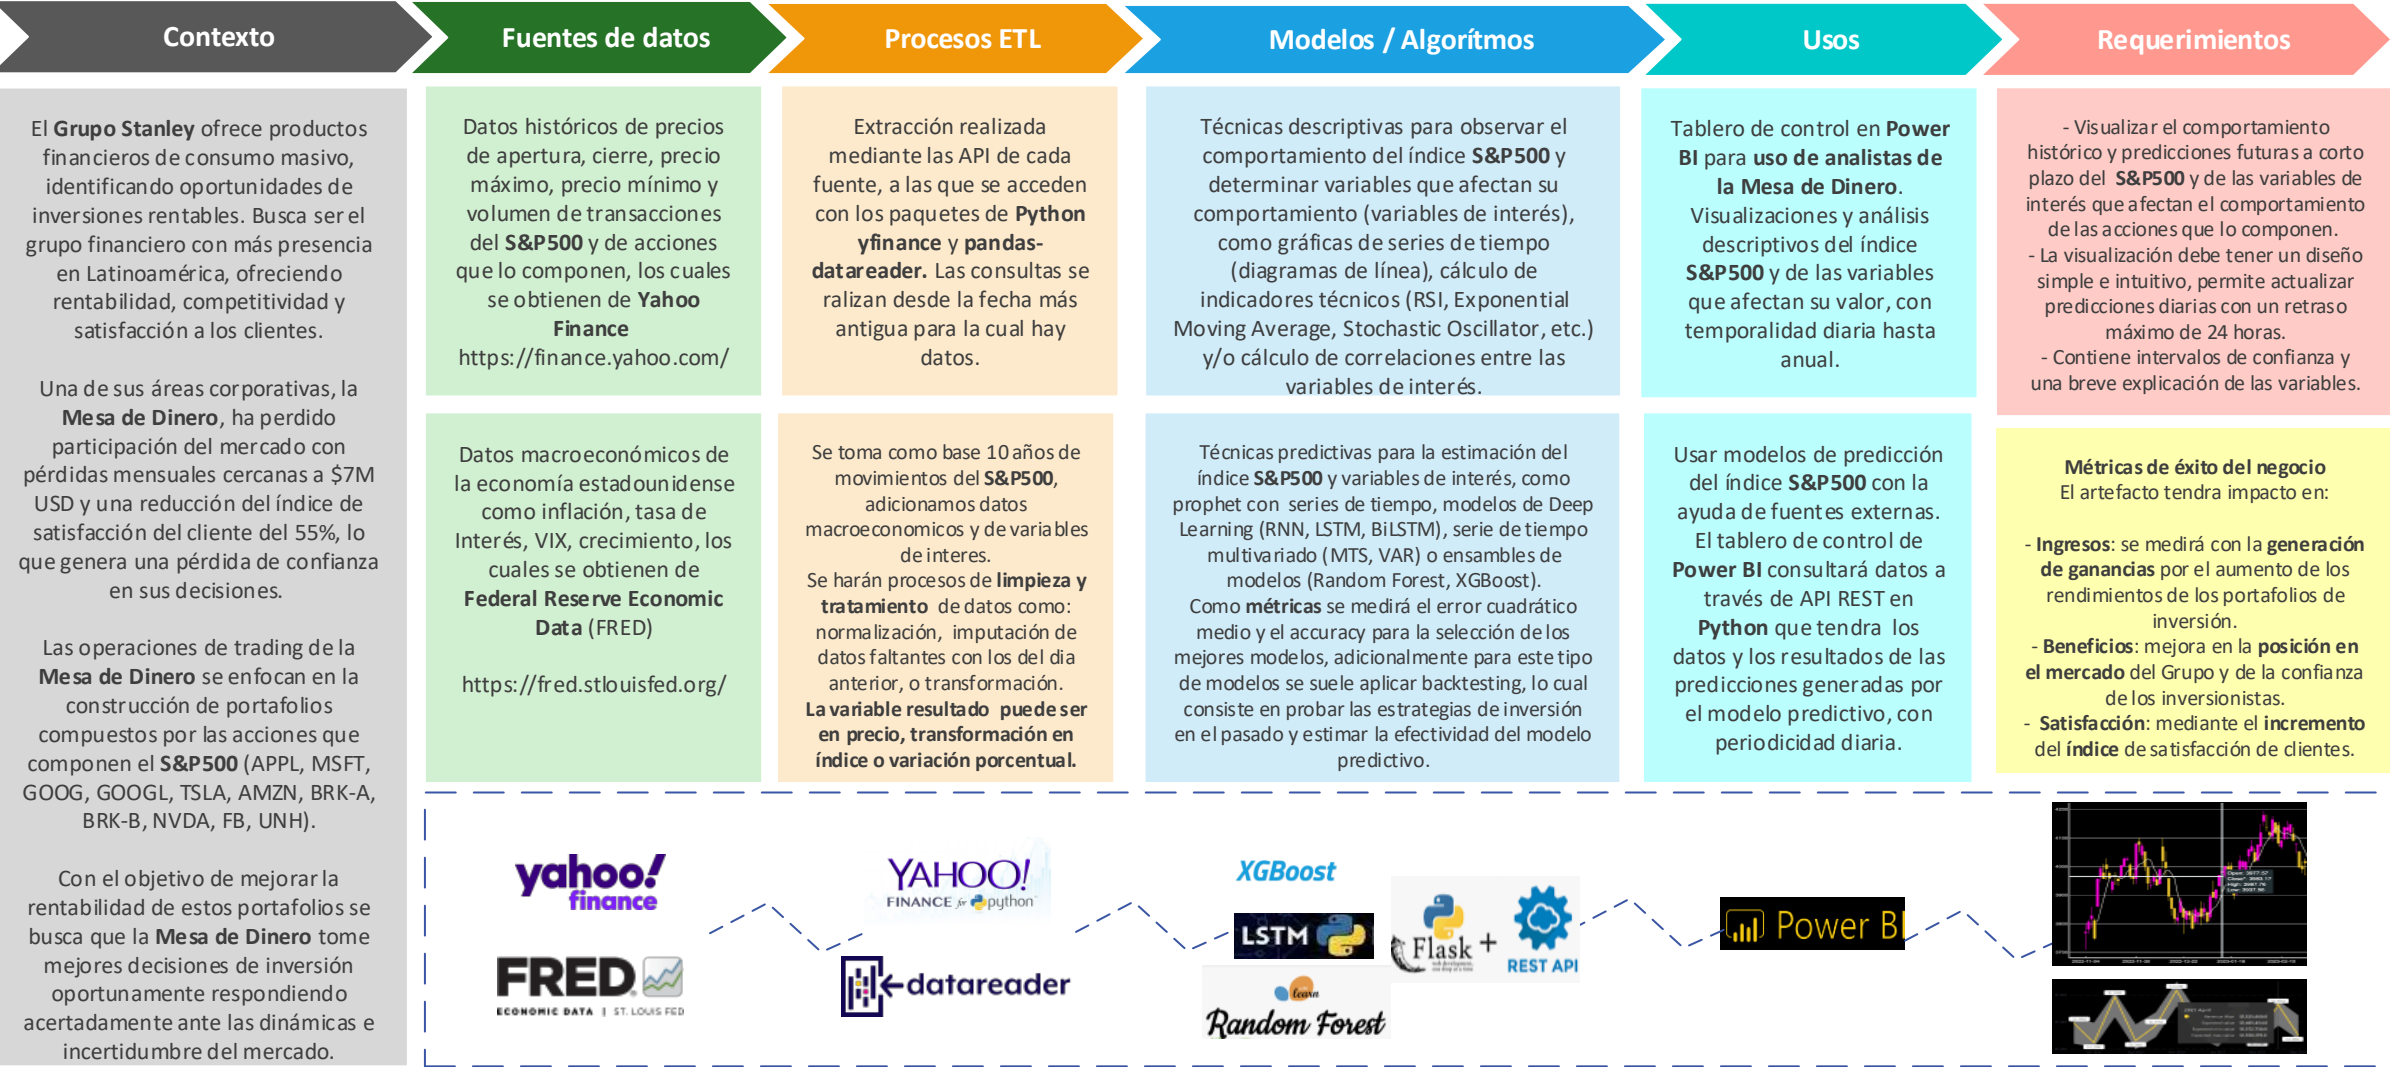 Contexto
Fuentes de datos
Procesos ETL
Modelos / Algorítmos
Usos
Requerimientos
El Grupo Stanley ofrece productos
financieros de consumo masivo,
identificando oportunidades de
inversiones rentables. Busca ser el
grupo financiero con más presencia
en Latinoamérica, ofreciendo
rentabilidad, competitividad y
satisfacción a los clientes.
Una de sus áreas corporativas, la
Mesa de Dinero, ha perdido
participación del mercado con
pérdidas mensuales cercanas a $7M
USD y una reducción del índice de
satisfacción del cliente del 55%, lo
que genera una pérdida de confianza
en sus decisiones.
Las operaciones de trading de la
Mesa de Dinero se enfocan en la
construcción de portafolios
compuestos por las acciones que
componen el S&P500 (APPL, MSFT,
GOOG, GOOGL, TSLA, AMZN, BRK-A,
BRK-B, NVDA, FB, UNH).
Con el objetivo de mejorar la
rentabilidad de estos portafolios se
busca que la Mesa de Dinero tome
mejores decisiones de inversión
oportunamente respondiendo
acertadamente ante las dinámicas e
incertidumbre del mercado.
Datos históricos de precios
de apertura, cierre, precio
máximo, precio mínimo y
volumen de transacciones
del S&P500 y de acciones
que lo componen, los cuales
se obtienen de Yahoo
Finance
https://finance.yahoo.com/
Datos macroeconómicos de
la economía estadounidense
como inflación, tasa de
Interés, VIX, crecimiento, los
cuales se obtienen de
Federal Reserve Economic
Data (FRED)
https://fred.stlouisfed.org/
Extracción realizada
mediante las API de cada
fuente, a las que se acceden
con los paquetes de Python
yfinance y pandas-
datareader. Las consultas se
ralizan desde la fecha más
antigua para la cual hay
datos.
Se toma como base 10 años de
movimientos del S&P500,
adicionamos datos
macroeconomicos y de variables
de interes.
Se harán procesos de limpieza y
tratamiento de datos como:
normalización, imputación de
datos faltantes con los del dia
anterior, o transformación.
La variable resultado puede ser
en precio, transformación en
índice o variación porcentual.
Técnicas descriptivas para observar el
comportamiento del índice S&P500 y
determinar variables que afectan su
comportamiento (variables de interés),
como gráficas de series de tiempo
(diagramas de línea), cálculo de
indicadores técnicos (RSI, Exponential
Moving Average, Stochastic Oscillator, etc.)
y/o cálculo de correlaciones entre las
variables de interés.
Técnicas predictivas para la estimación del
índice S&P500 y variables de interés, como
prophet con series de tiempo, modelos de Deep
Learning (RNN, LSTM, BiLSTM), serie de tiempo
multivariado (MTS, VAR) o ensambles de
modelos (Random Forest, XGBoost).
Como métricas se medirá el error cuadrático
medio y el accuracy para la selección de los
mejores modelos, adicionalmente para este tipo
de modelos se suele aplicar backtesting, lo cual
consiste en probar las estrategias de inversión
en el pasado y estimar la efectividad del modelo
predictivo.
Tablero de control en Power
BI para uso de analistas de
la Mesa de Dinero.
Visualizaciones y análisis
descriptivos del índice
S&P500 y de las variables
que afectan su valor, con
temporalidad diaria hasta
anual.
Usar modelos de predicción
del índice S&P500 con la
ayuda de fuentes externas.
El tablero de control de
Power BI consultará datos a
través de API REST en
Python que tendra los
datos y los resultados de las
predicciones generadas por
el modelo predictivo, con
periodicidad diaria.
- Visualizar el comportamiento
histórico y predicciones futuras a corto
plazo del S&P500 y de las variables de
interés que afectan el comportamiento
de las acciones que lo componen.
- La visualización debe tener un diseño
simple e intuitivo, permite actualizar
predicciones diarias con un retraso
máximo de 24 horas.
- Contiene intervalos de confianza y
una breve explicación de las variables.
Métricas de éxito del negocio
El artefacto tendra impacto en:
- Ingresos: se medirá con la generación
de ganancias por el aumento de los
rendimientos de los portafolios de
inversión.
- Beneficios: mejora en la posición en
el mercado del Grupo y de la confianza
de los inversionistas.
- Satisfacción: mediante el incremento
del índice de satisfacción de clientes.
yahoo!
finance
FRED
ECONOMIC DATA | ST. LOUIS FED
YAHOO!
FINANCE for python
datareader
XGBoost
LSTM
learn
Random Forest
Flask
+
REST API
Power BI